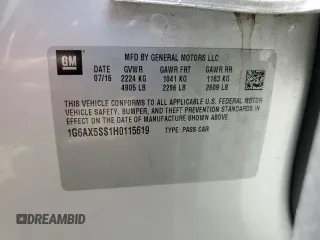 GM
MFD BY GENERAL MOTORS LLC
07/16 GVWR GAWR FRT GAWR RR
2224 KG 1041 KG 1183 KG
4905 LB 2296 LB 2609 LB
THIS VEHICLE CONFORMS TO ALL APPLICABLE U.S. FEDERAL MOTOR
VEHICLE SAFETY, BUMPER, AND THEFT PREVENTION STANDARDS
IN EFFECT ON THE DATE OF MANUFACTURE SHOWN ABOVE.
1G6AX5SS1H0115619 TYPE: PASS CAR
DREAMBID